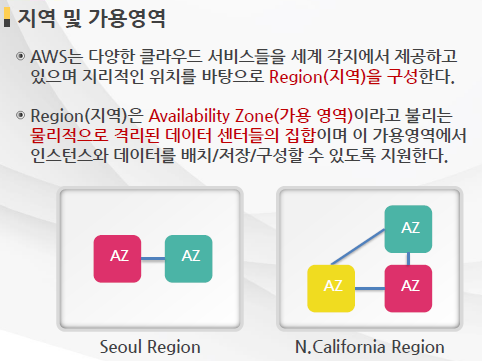 지역 및 가용영역
AWS는 다양한 클라우드 서비스들을 세계 각지에서 제공하고
있으며 지리적인 위치를 바탕으로 Region(지역)을 구성한다.
Region(지역)은 Availability Zone(가용 영역)이라고 불리는
물리적으로 격리된 데이터 센터들의 집합이며 이 가용영역에서
인스턴스와 데이터를 배치/저장/구성할 수 있도록 지원한다.
AZ
AZ
AZ
AZ
AZ
Seoul Region
N.California Region